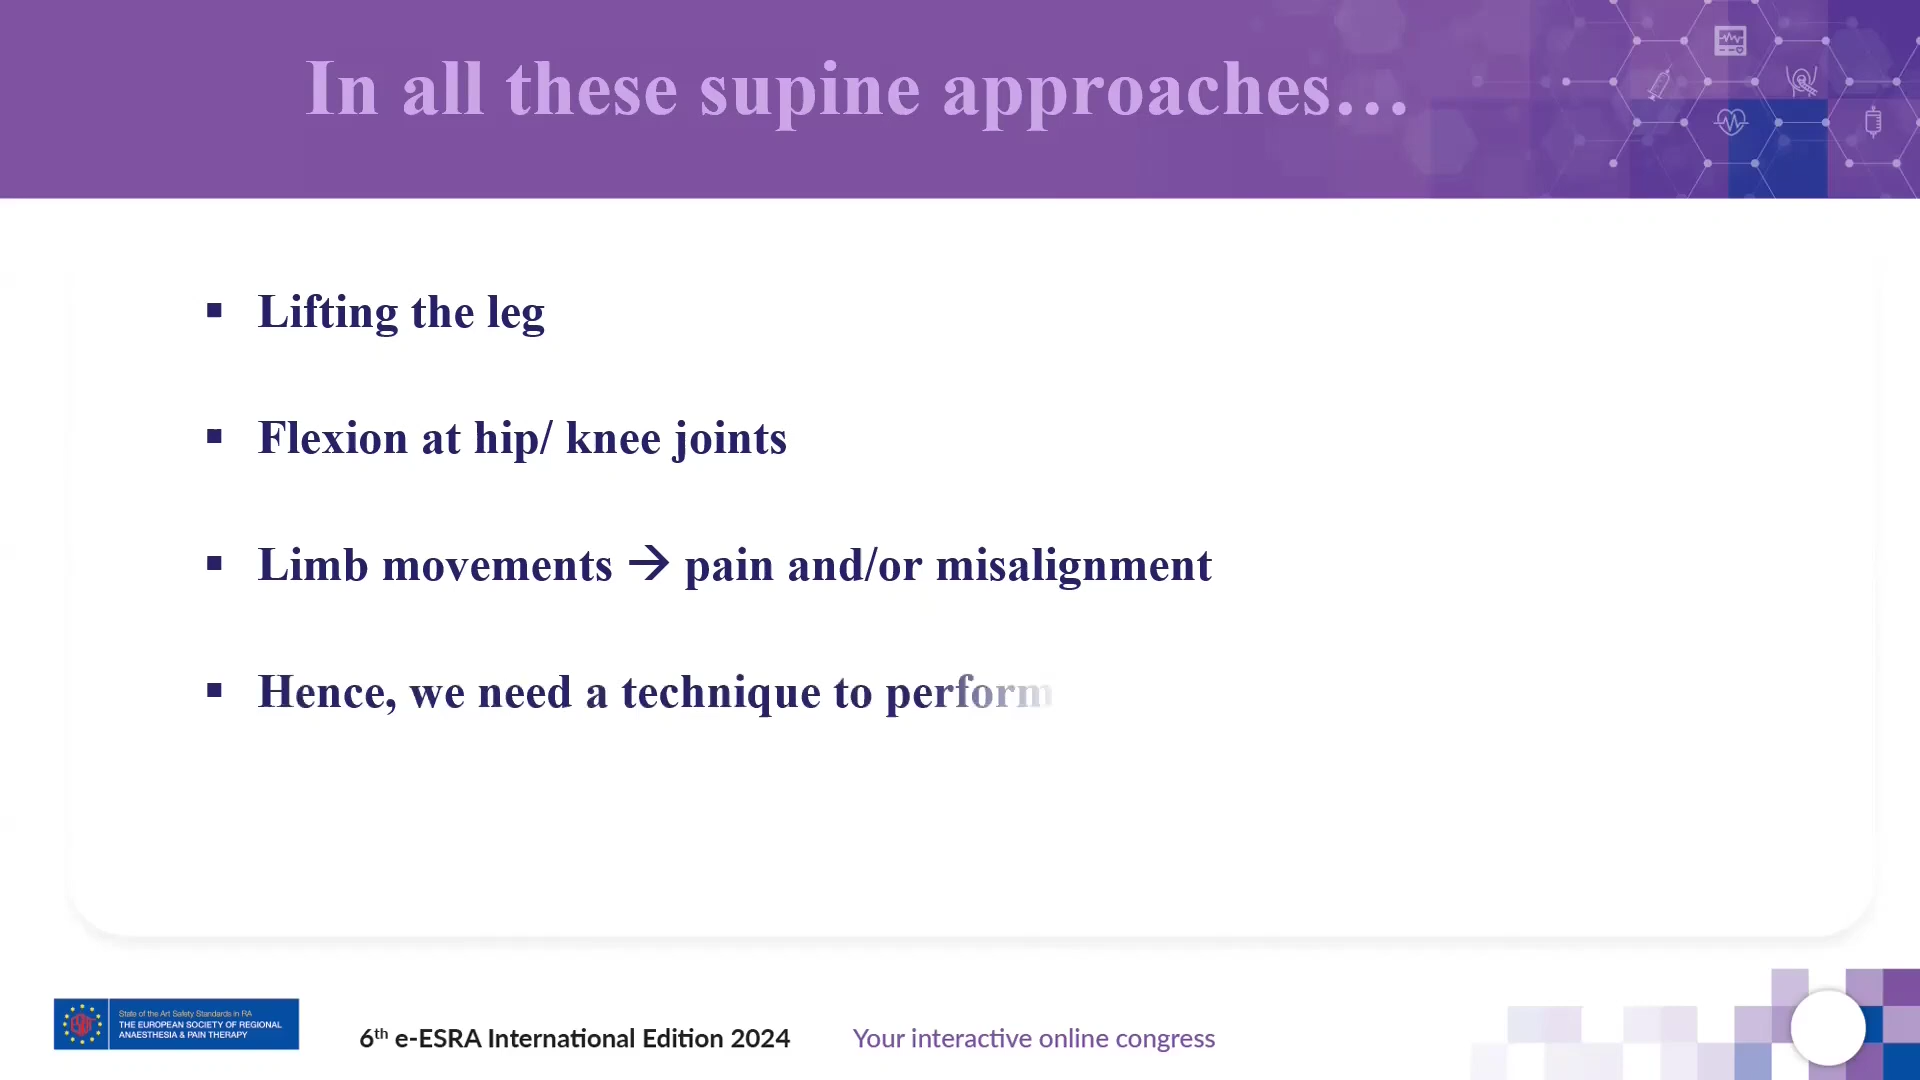 In all these supine approaches…
▪ Lifting the leg
▪ Flexion at hip/ knee joints
▪ Limb movements → pain and/or misalignment
▪ Hence, we need a technique to perform
State of the Art Safety Standards in RA
THE EUROPEAN SOCIETY OF REGIONAL
ANAESTHESIA & PAIN THERAPY
6th e-ESRA International Edition 2024 Your interactive online congress